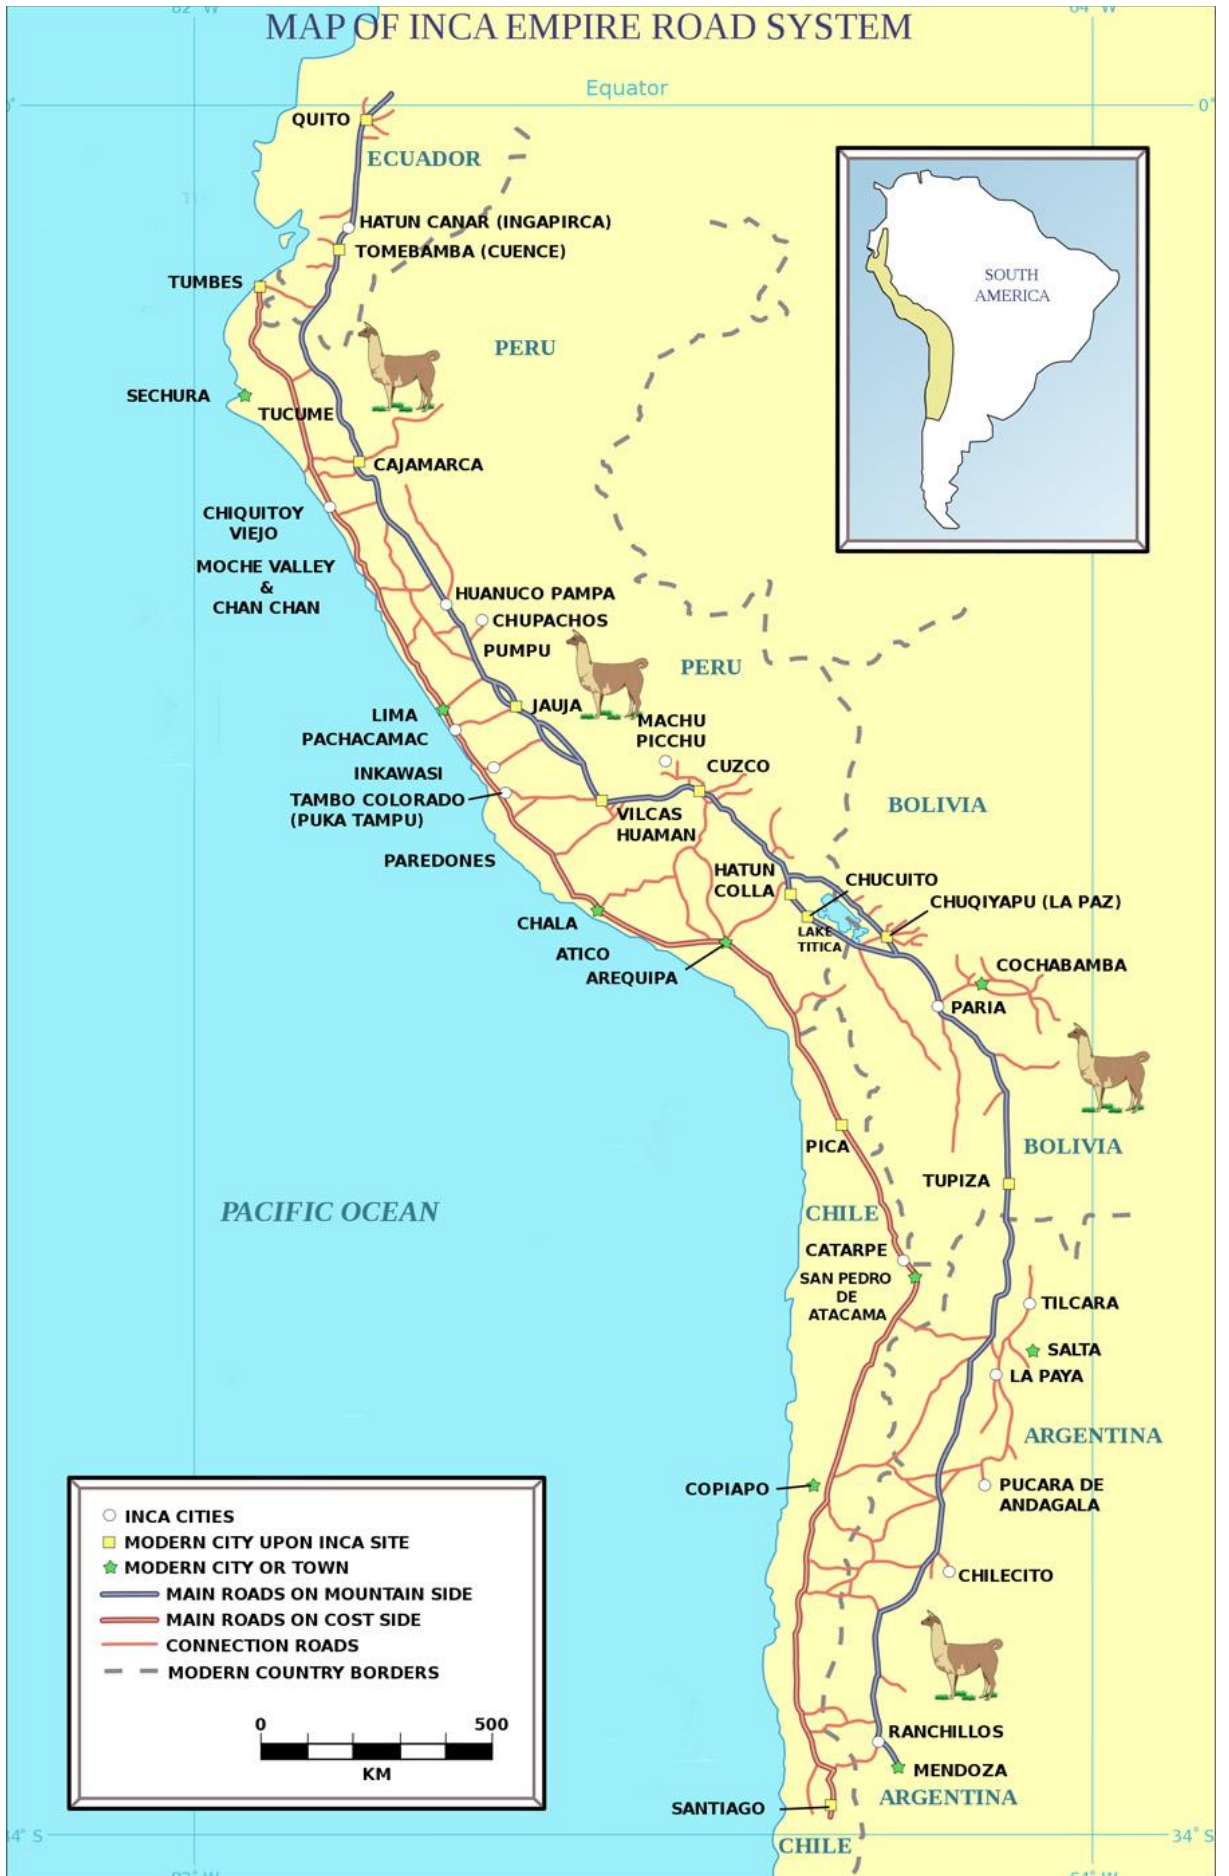 82° W
64° W
MAP OF INCA EMPIRE ROAD SYSTEM
Equator
0°
QUITO
ECUADOR
HATUN CANAR (INGAPIRCA)
TOMEBAMBA (CUENCE)
TUMBES
SOUTH
AMERICA
PERU
SECHURA
TUCUME
CAJAMARCA
CHIQUITOY
VIEJO
MOCHE VALLEY
&
CHAN CHAN
HUANUCO PAMPA
CHUPACHOS
PUMPU
PERU
JAUJA
LIMA
MACHU
PICCHU
PACHACAMAC
CUZCO
INKAWASI
TAMBO COLORADO
(PUKA TAMPU)
VILCAS
HUAMAN
BOLIVIA
PAREDONES
HATUN
COLLA
CHUCUITO
CHUQIYAPU (LA PAZ)
CHALA
LAKE
TITICA
ATICO
AREQUIPA
COCHABAMBA
PARIA
PICA
BOLIVIA
TUPIZA
PACIFIC OCEAN
CHILE
CATARPE
SAN PEDRO
DE
ATACAMA
TILCARA
SALTA
LA PAYA
ARGENTINA
COPIAPO
PUCARA DE
ANDAGALA
CHILECITO
INCA CITIES
MODERN CITY UPON INCA SITE
MODERN CITY OR TOWN
MAIN ROADS ON MOUNTAIN SIDE
MAIN ROADS ON COST SIDE
CONNECTION ROADS
MODERN COUNTRY BORDERS
0 500
KM
RANCHILLOS
MENDOZA
ARGENTINA
SANTIAGO
CHILE
34° S
34° S
82° W
64° W